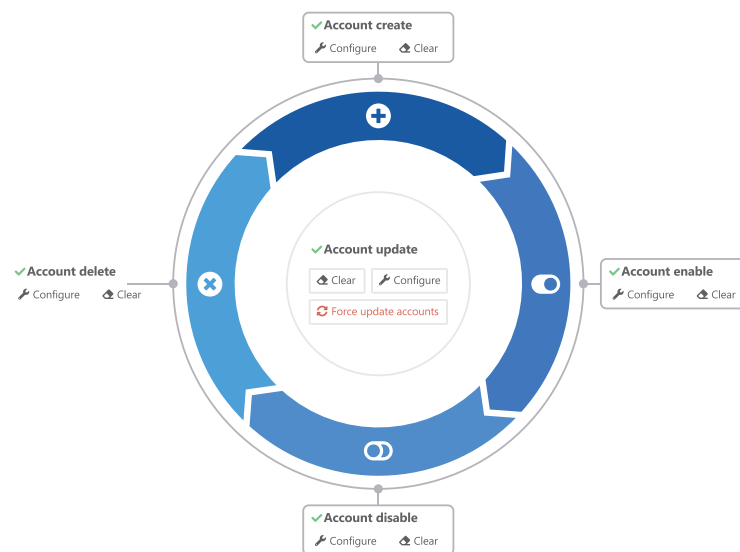 Account create
Configure Clear
Account update
Clear Configure
Force update accounts
Account delete
Configure Clear
Account enable
Configure Clear
Account disable
Configure Clear